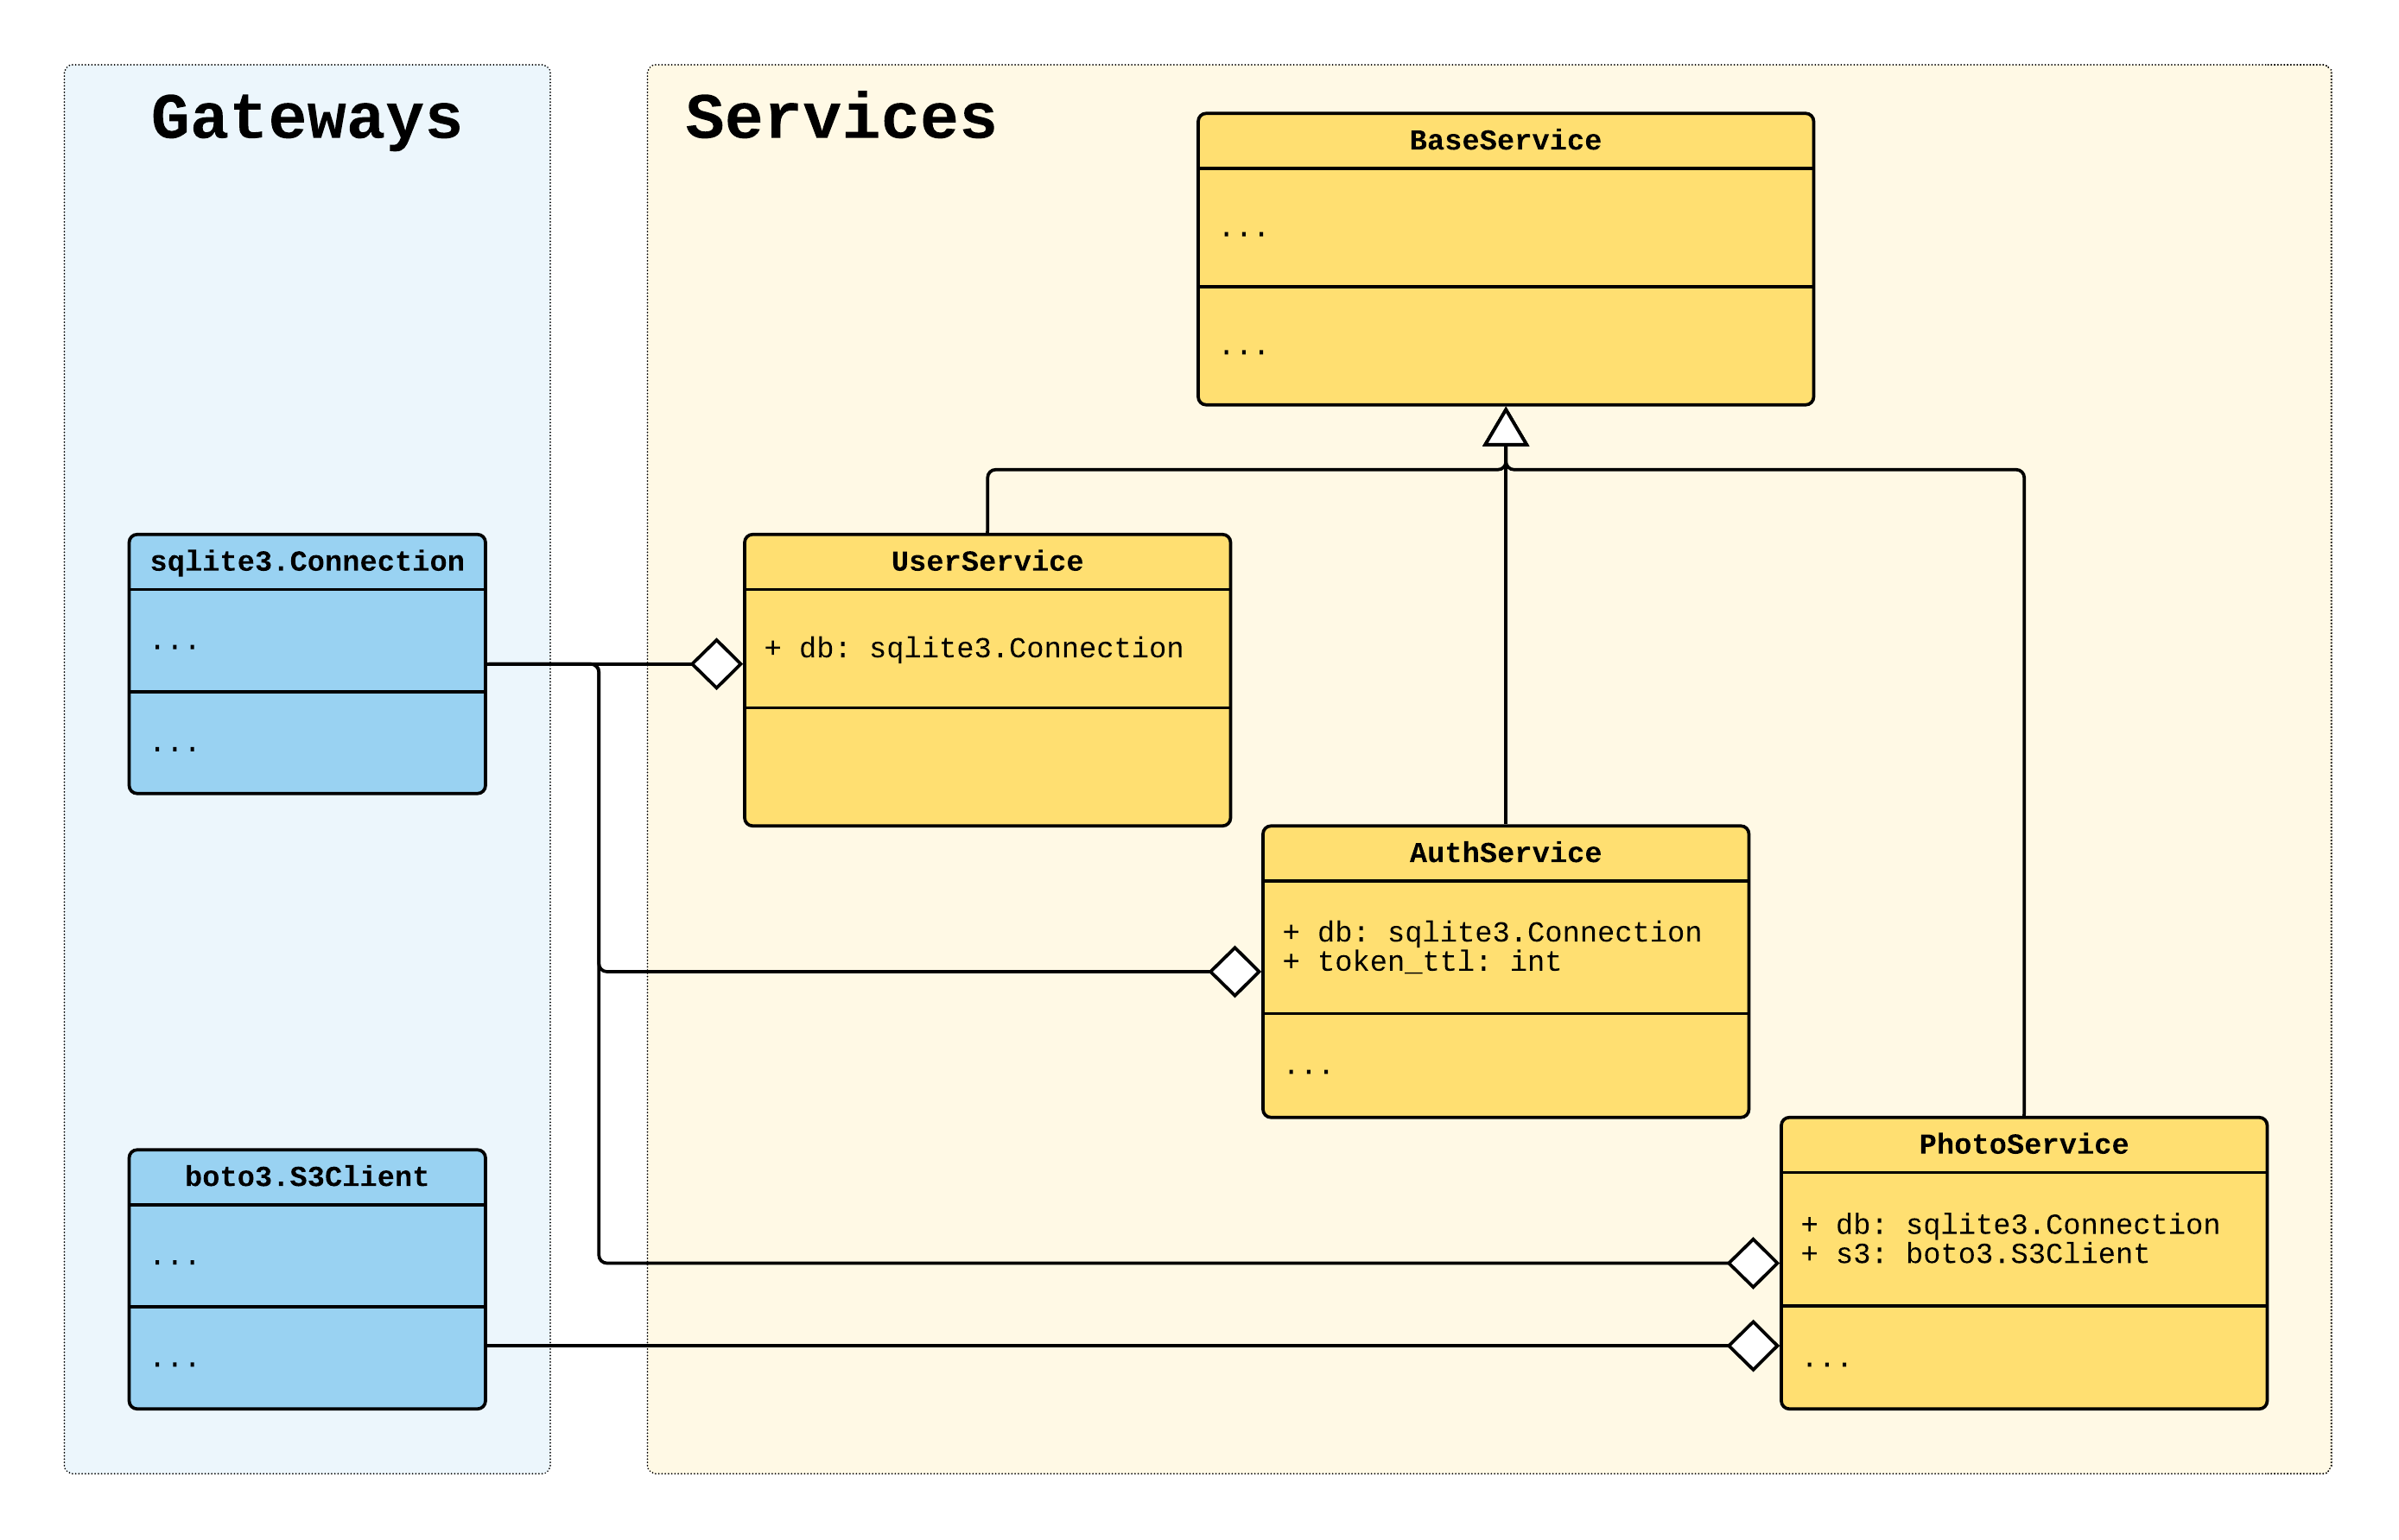 Gateways
sqlite3.Connection
...
...
boto3.S3Client
...
...
Services
BaseService
...
...
UserService
+ db: sqlite3.Connection
AuthService
+ db: sqlite3.Connection
+ token_ttl: int
...
PhotoService
+ db: sqlite3.Connection
+ s3: boto3.S3Client
...